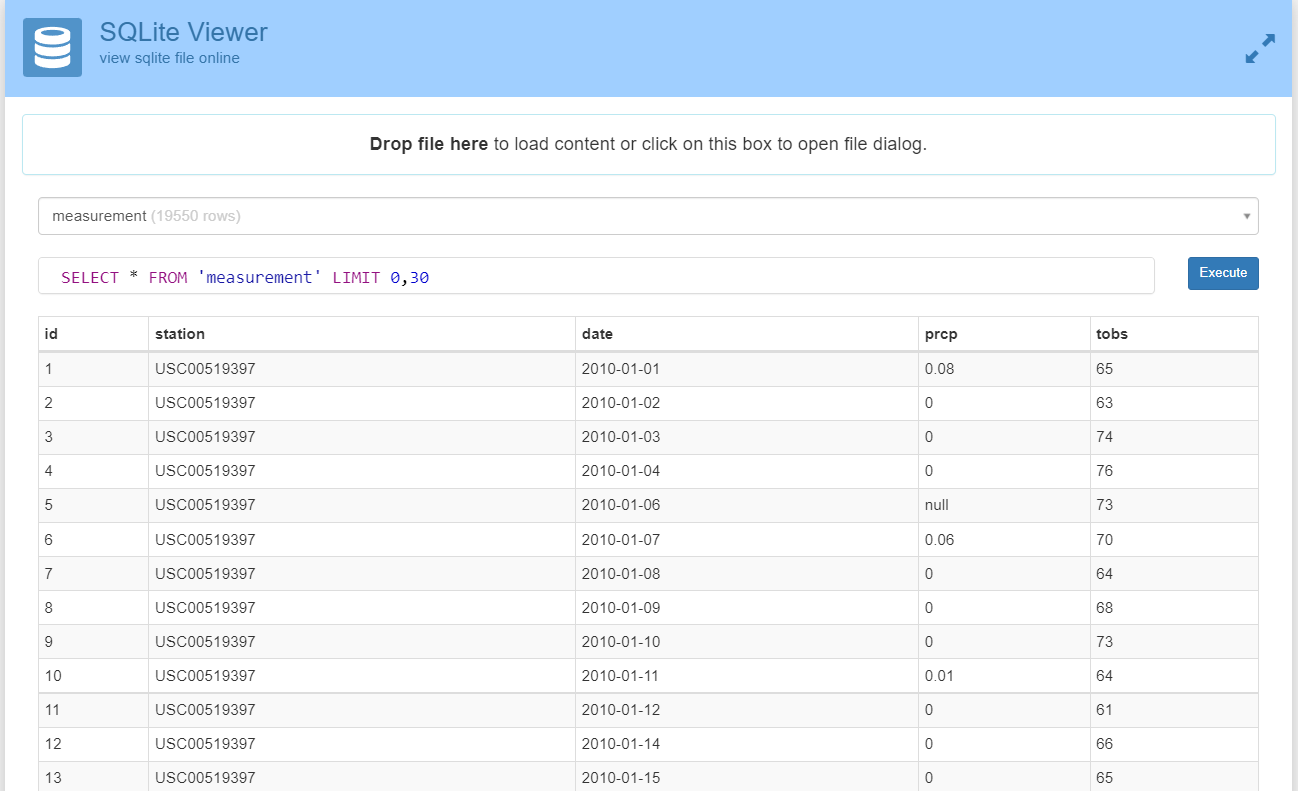 SQLite Viewer
view sqlite file online
Drop file here to load content or click on this box to open file dialog.
measurement (19550 rows)
SELECT * FROM 'measurement' LIMIT 0,30
Execute
id station date prcp tobs
1 USC00519397 2010-01-01 0.08 65
2 USC00519397 2010-01-02 0 63
3 USC00519397 2010-01-03 0 74
4 USC00519397 2010-01-04 0 76
5 USC00519397 2010-01-06 null 73
6 USC00519397 2010-01-07 0.06 70
7 USC00519397 2010-01-08 0 64
8 USC00519397 2010-01-09 0 68
9 USC00519397 2010-01-10 0 73
10 USC00519397 2010-01-11 0.01 64
11 USC00519397 2010-01-12 0 61
12 USC00519397 2010-01-14 0 66
13 USC00519397 2010-01-15 0 65